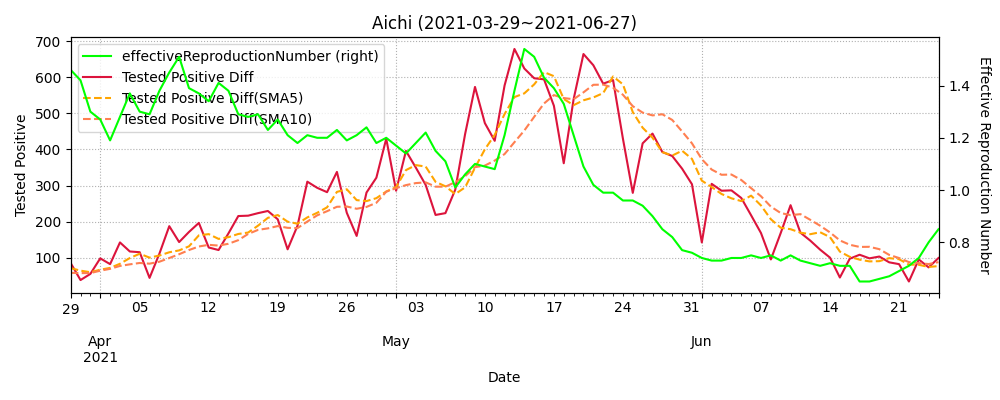 Aichi (2021-03-29~2021-06-27)
effectiveReproductionNumber (right)
Tested Positive Diff
Tested Positive Diff(SMA5)
Tested Positive Diff(SMA10)
Tested Positive
700
600
500
400
300
200
100
1.4
1.2
1.0
0.8
Effective Reproduction Number
29 05 12 19 26 03 10 17 24 31 07 14 21
Apr May Jun
2021
Date